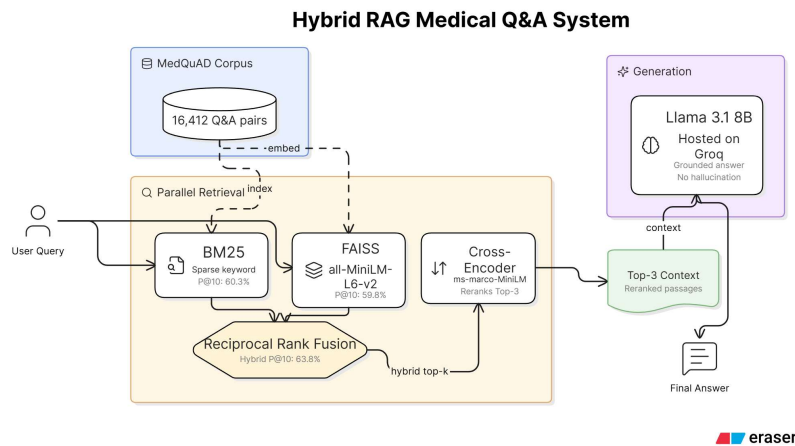 Hybrid RAG Medical Q&A System
MedQuAD Corpus
16,412 Q&A pairs
embed
index
Parallel Retrieval
User Query
BM25
Sparse keyword
P@10: 60.3%
FAISS
all-MiniLM-
L6-v2
P@10: 59.8%
Cross-
Encoder
ms-marco-MiniLM
Reranks Top-3
Reciprocal Rank Fusion
Hybrid P@10: 63.8%
hybrid top-k
Generation
Llama 3.1 8B
Hosted on
Groq
Grounded answer
No hallucination
context
Top-3 Context
Reranked passages
Final Answer
eraser